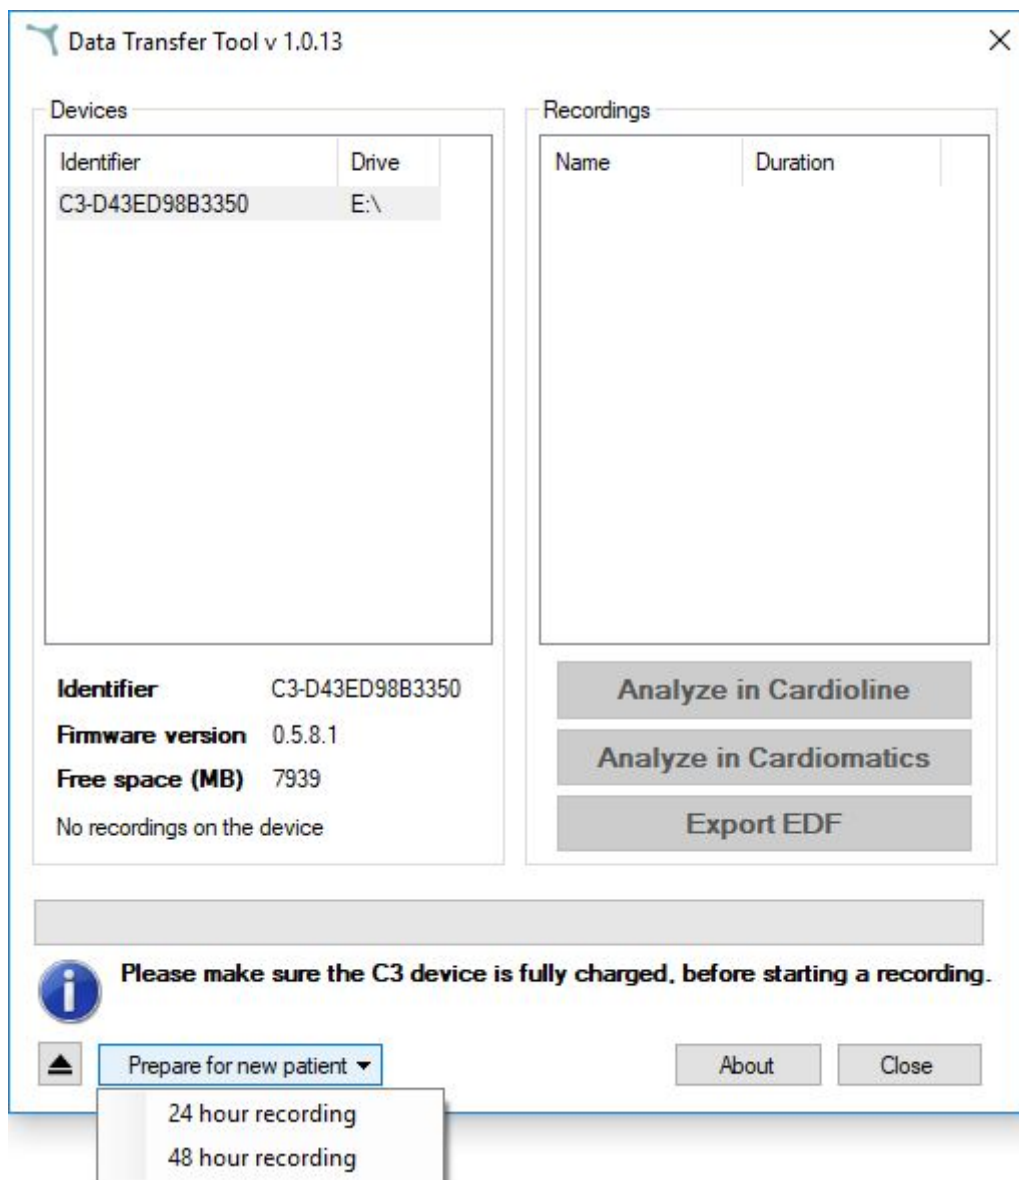 Data Transfer Tool v 1.0.13
Devices
Identifier Drive
C3-D43ED98B3350 E:\
Identifier C3-D43ED98B3350
Firmware version 0.5.8.1
Free space (MB) 7939
No recordings on the device
Recordings
Name Duration
Analyze in Cardioline
Analyze in Cardiomatics
Export EDF
Please make sure the C3 device is fully charged, before starting a recording.
Prepare for new patient
About
Close
24 hour recording
48 hour recording